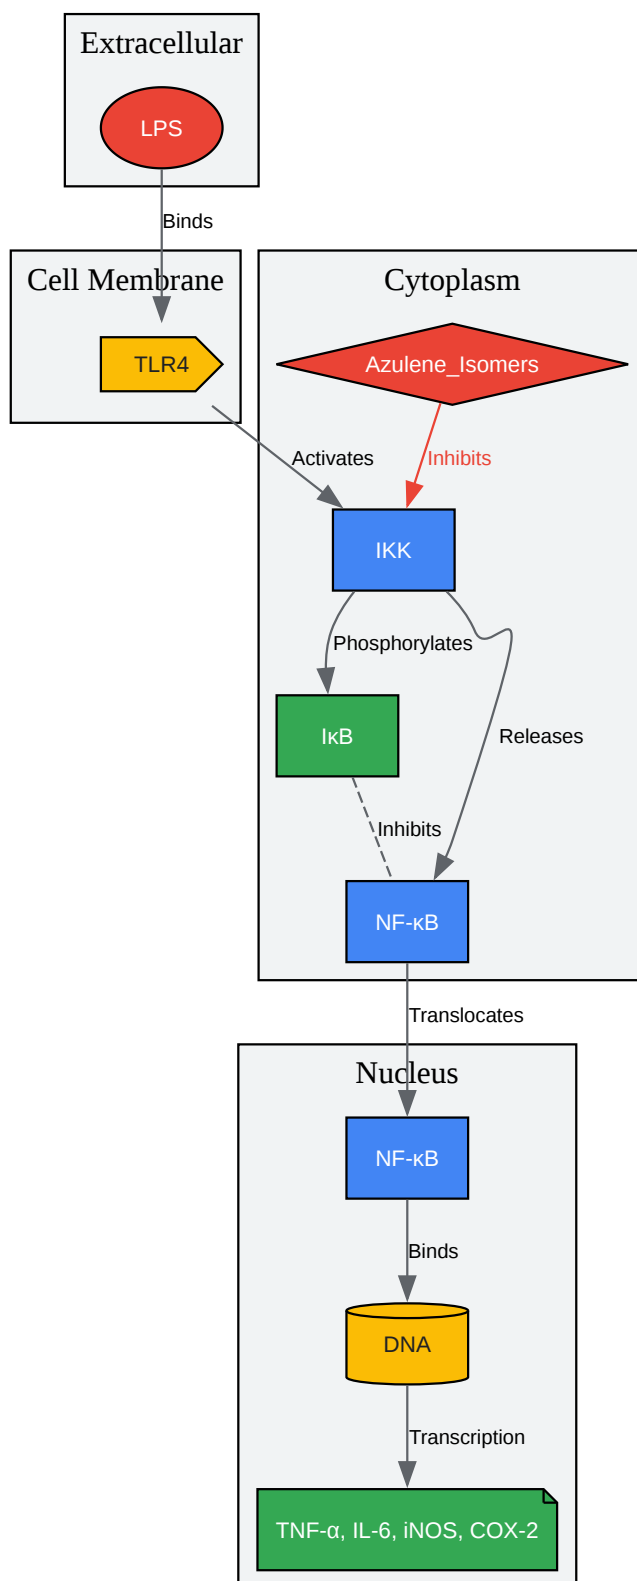 Extracellular
LPS
Binds
Cell Membrane
Cytoplasm
TLR4
Azulene_Isomers
Activates
Inhibits
IKK
Phosphorylates
IκB
Releases
Inhibits
NF-κB
Translocates
Nucleus
NF-κB
Binds
DNA
Transcription
TNF-α, IL-6, iNOS, COX-2